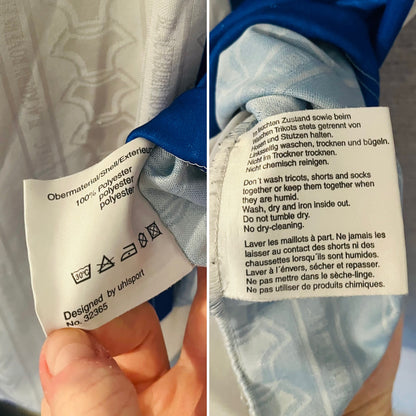 Obermaterial/Shell/Exterieur
100% Polyester
polyester
polyester
30°C
Designed by uhlsport
No. 32365
feuchten Zustand sowie beim
Waschen Trikots stets getrennt von
Hosen und Stutzen halten.
Linksseitig waschen, trocknen und bügeln.
Nicht im Trockner trocknen.
Nicht chemisch reinigen.
Don´t wash tricots, shorts and socks
together or keep them together when
they are humid.
Wash, dry and iron inside out.
Do not tumble dry.
No dry-cleaning.
Laver les maillots à part. Ne jamais les
laisser au contact des shorts ni des
chaussettes lorsqu'ils sont humides.
Laver à l´énvers, sécher et repasser.
Ne pas mettre dans le sèche-linge.
Ne pas utiliser de produits chimiques.